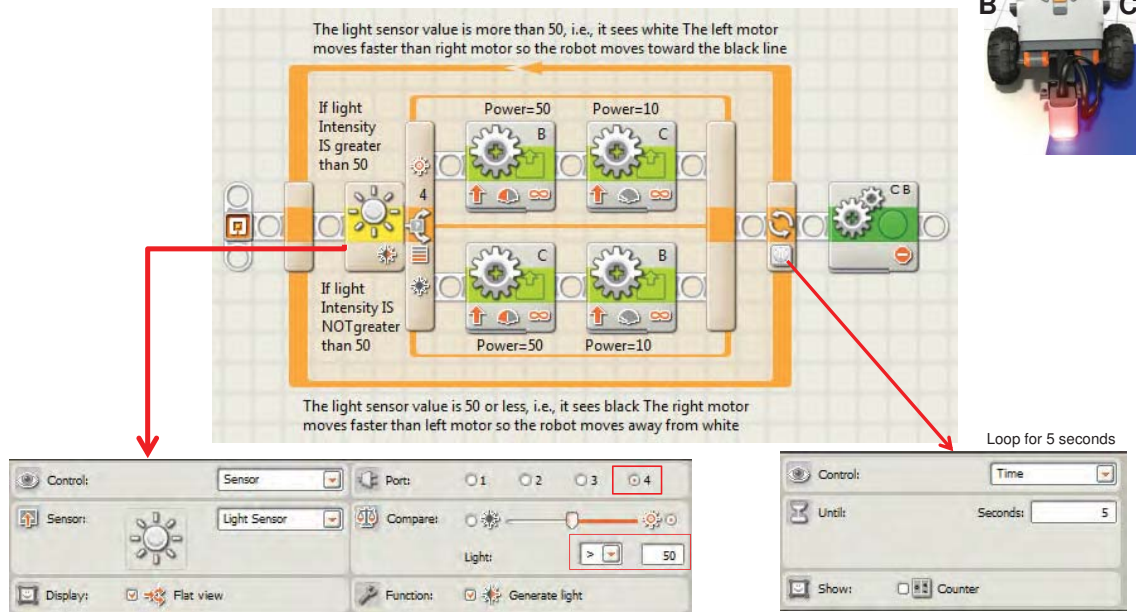 B
C
The light sensor value is more than 50, i.e., it sees white The left motor
moves faster than right motor so the robot moves toward the black line
If light
Intensity
IS greater
than 50
Power=50
Power=10
B
C
4
C B
C
B
If light
Intensity IS
NOTgreater
than 50
Power=50
Power=10
The light sensor value is 50 or less, i.e., it sees black The right motor
moves faster than left motor so the robot moves away from white
Loop for 5 seconds
Control: Sensor
Port: 1 2 3 4
Sensor: Light Sensor
Compare:
Light: > 50
Display: Flat view
Function: Generate light
Control: Time
Until: Seconds: 5
Show: Counter